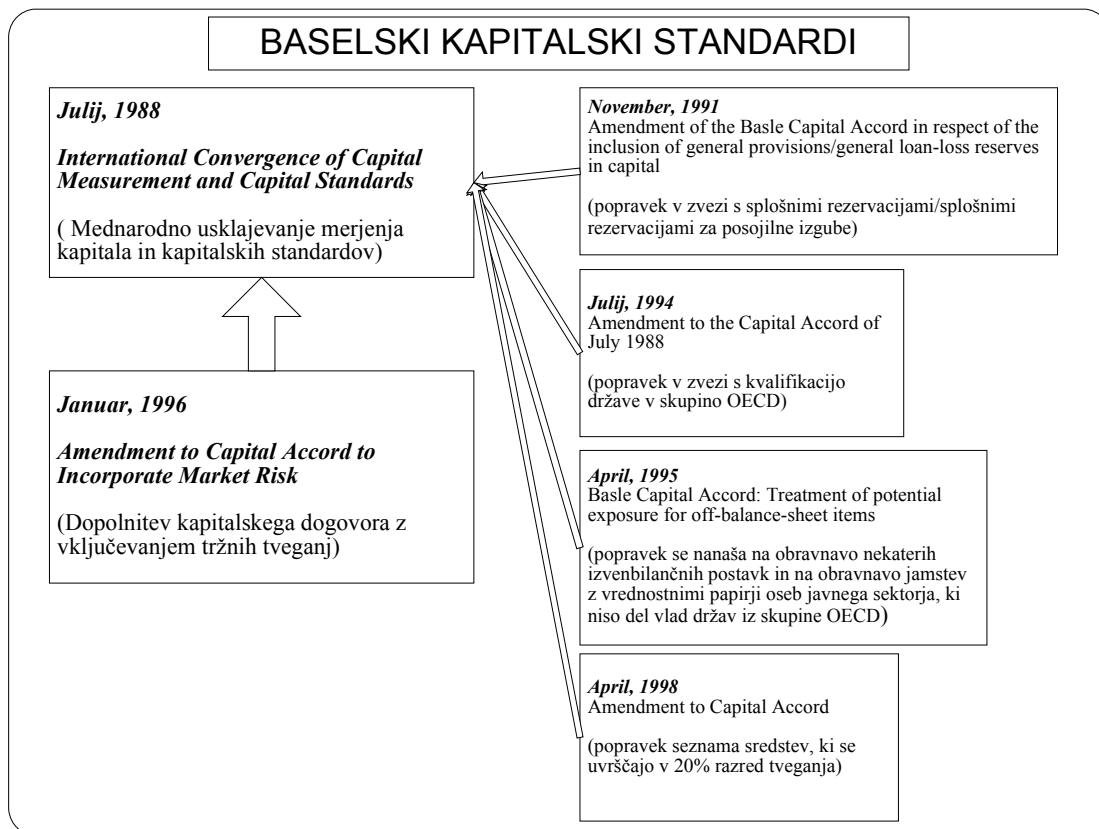 BASELSKI KAPITALSKI STANDARDI
Julij, 1988
International Convergence of Capital
Measurement and Capital Standards
( Mednarodno usklajevanje merjenja
kapitala in kapitalskih standardov)
Januar, 1996
Amendment to Capital Accord to
Incorporate Market Risk
(Dopolnitev kapitalskega dogovora z
vključevanjem tržnih tveganj)
November, 1991
Amendment of the Basle Capital Accord in respect of the
inclusion of general provisions/general loan-loss reserves
in capital
(popravek v zvezi s splošnimi rezervacijami/splošnimi
rezervacijami za posojilne izgube)
Julij, 1994
Amendment to the Capital Accord of
July 1988
(popravek v zvezi s kvalifikacijo
države v skupino OECD)
April, 1995
Basle Capital Accord: Treatment of potential
exposure for off-balance-sheet items
(popravek se nanaša na obravnavo nekaterih
izvenbilančnih postavk in na obravnavo jamstev
z vrednostnimi papirji oseb javnega sektorja, ki
niso del vlad držav iz skupine OECD)
April, 1998
Amendment to Capital Accord
(popravek seznama sredstev, ki se
uvrščajo v 20% razred tveganja)